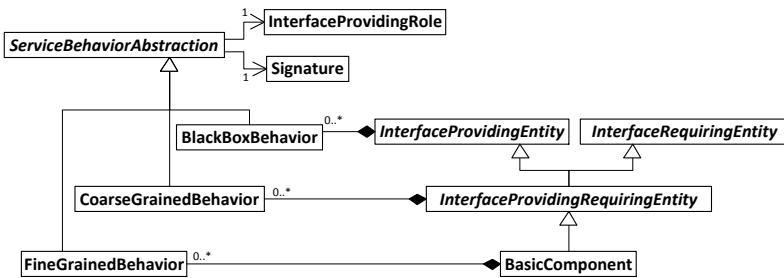 1
InterfaceProvidingRole
ServiceBehaviorAbstraction
1
Signature
BlackBoxBehavior
0..*
InterfaceProvidingEntity
InterfaceRequiringEntity
CoarseGrainedBehavior
0..*
InterfaceProvidingRequiringEntity
FineGrainedBehavior
0..*
BasicComponent